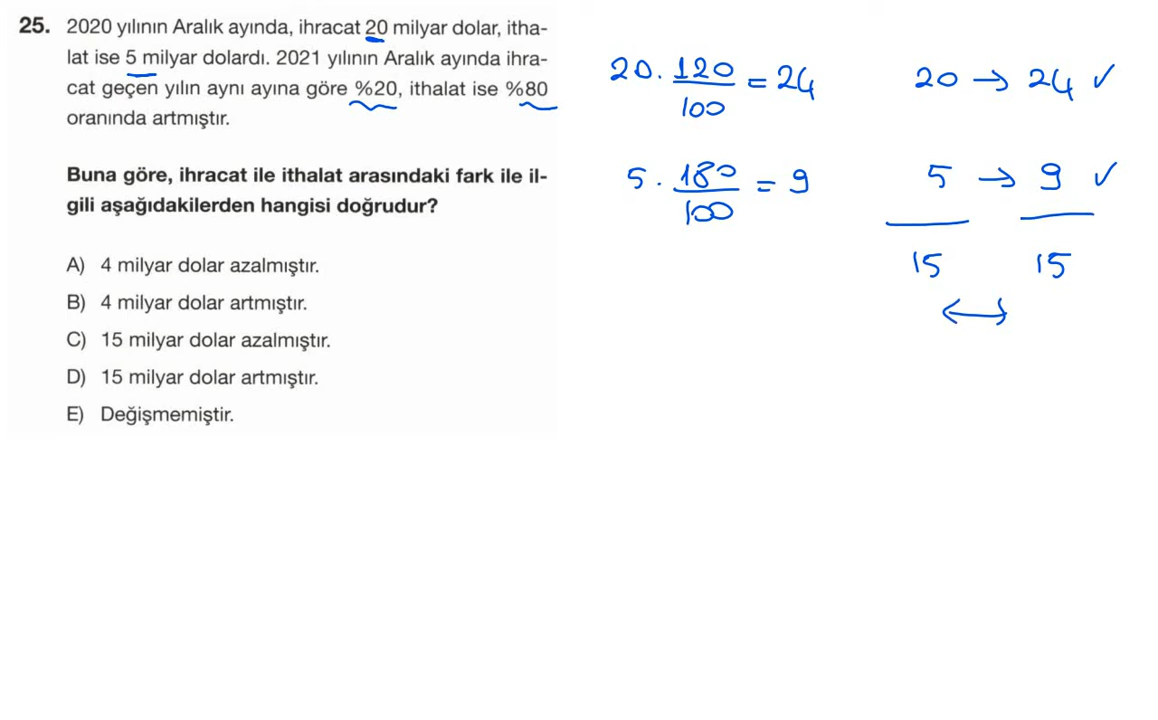 25. 2020 yılının Aralık ayında, ihracat 20 milyar dolar, itha-
lat ise 5 milyar dolardı. 2021 yılının Aralık ayında ihra-
cat geçen yılın aynı ayına göre %20, ithalat ise %80
oranında artmıştır.
Buna göre, ihracat ile ithalat arasındaki fark ile il-
gili aşağıdakilerden hangisi doğrudur?
A) 4 milyar dolar azalmıştır.
B) 4 milyar dolar artmıştır.
C) 15 milyar dolar azalmıştır.
D) 15 milyar dolar artmıştır.
E) Değişmemiştir.
20. 120/100 = 24
5. 180/100 = 9
20 → 24 ✓
5 → 9 ✓
15 15
↔